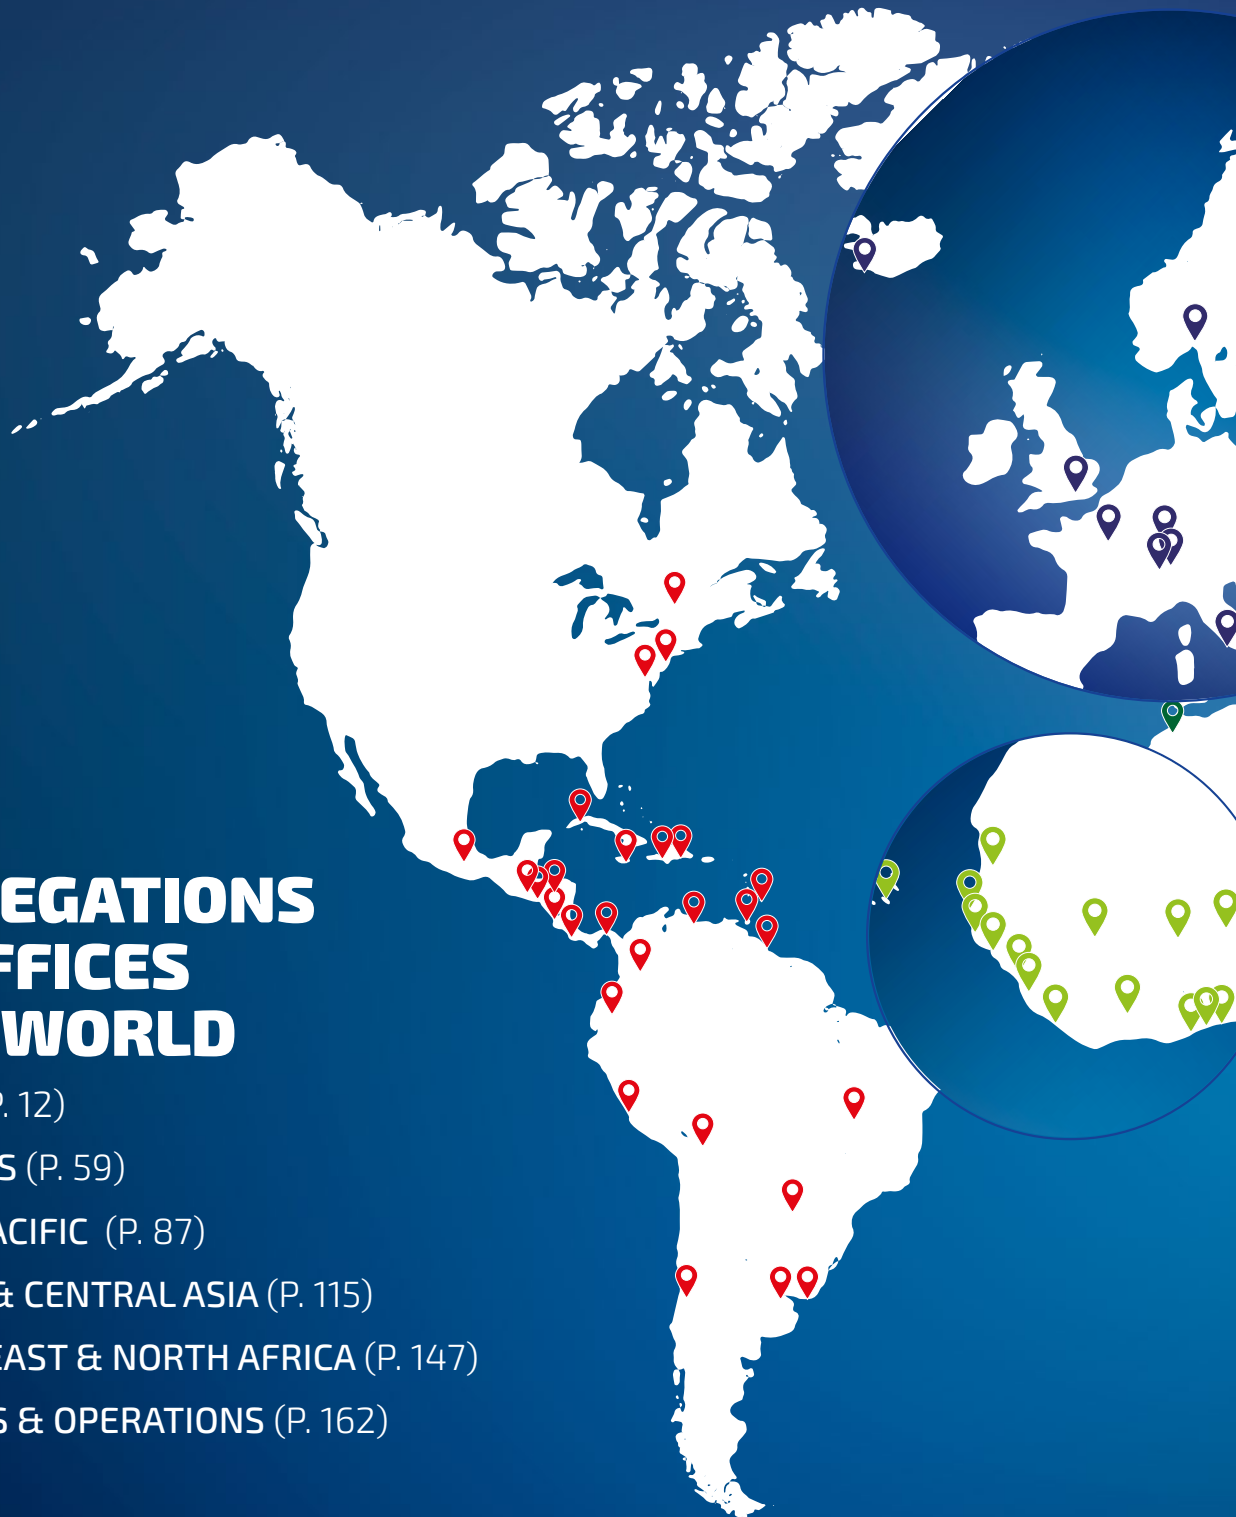 EGATIONS
FFICES
WORLD
P. 12)
S (P. 59)
ACIFIC (P. 87)
& CENTRAL ASIA (P. 115)
EAST & NORTH AFRICA (P. 147)
S & OPERATIONS (P. 162)